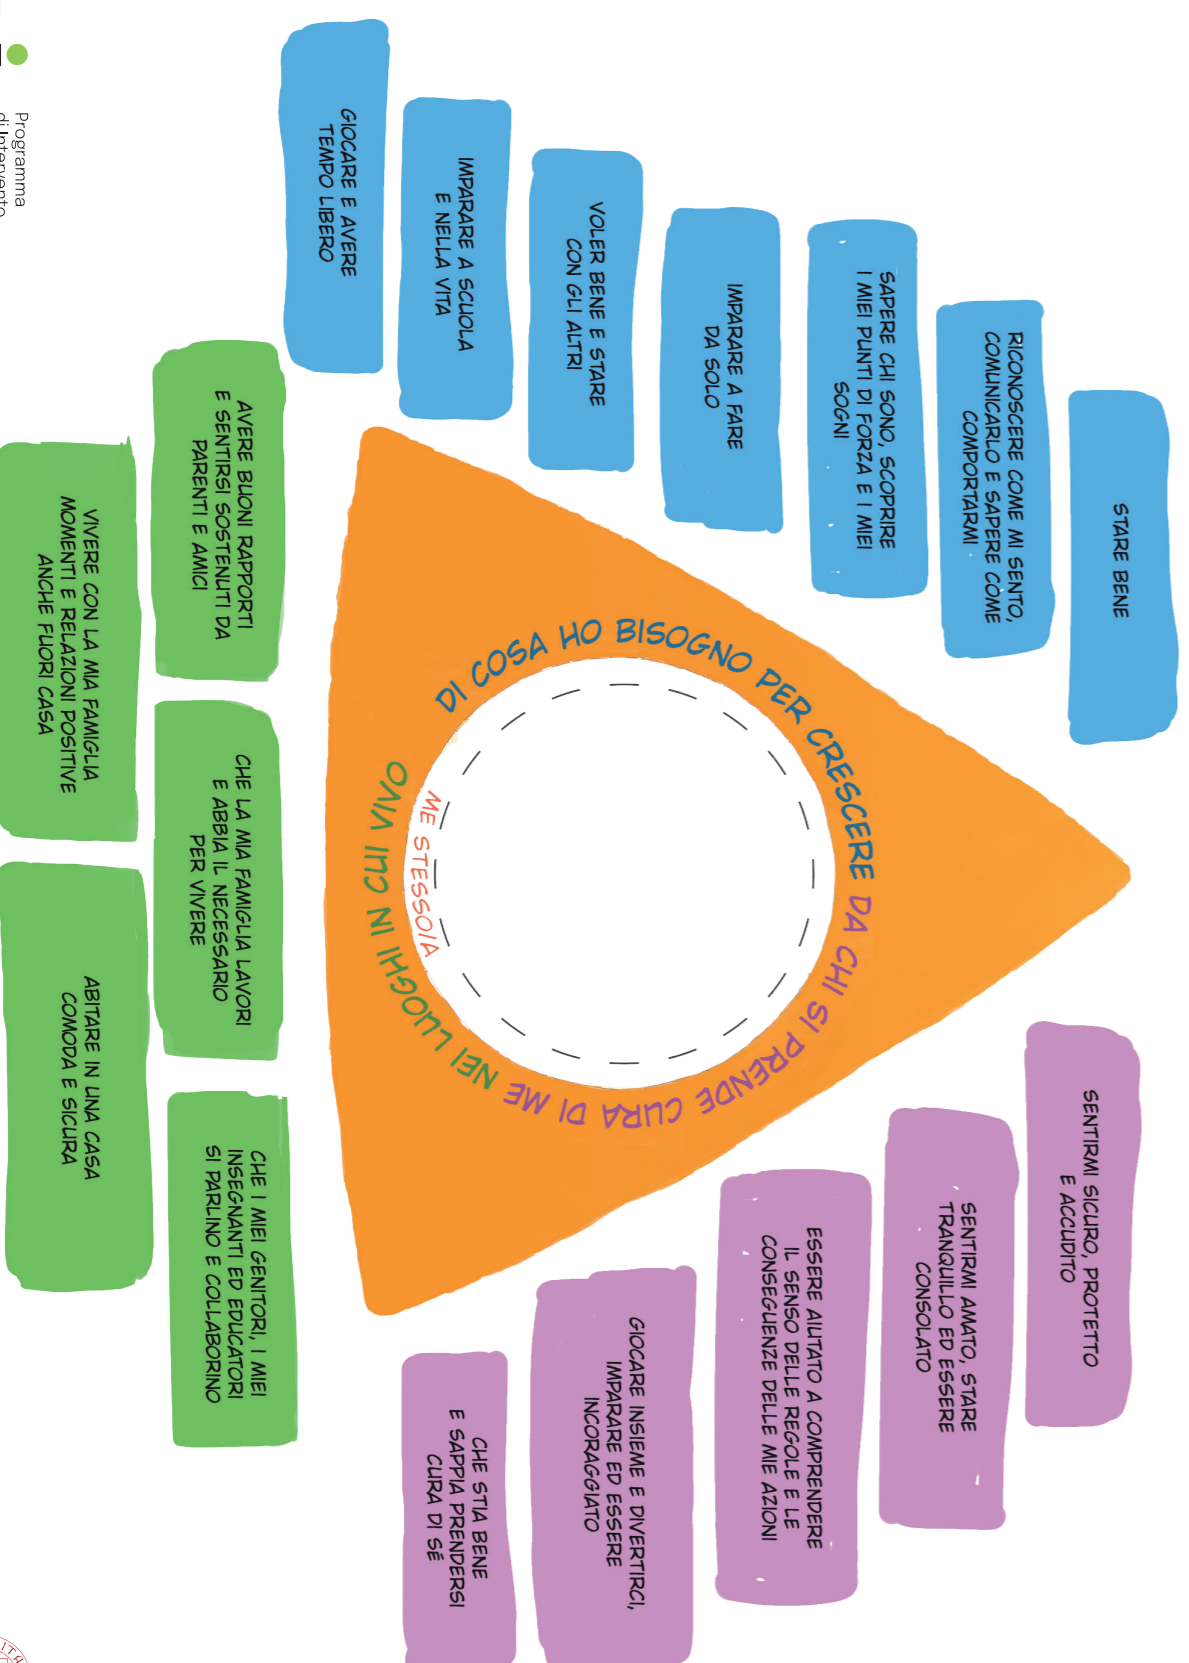 Programma
di Intervento
STARE BENE
RICONOSCERE COME MI SENTO,
COMUNICARLO E SAPERE COME
COMPORTARMI
SAPERE CHI SONO, SCOPRIRE
I MIEI PUNTI DI FORZA E I MIEI
SOGNI
IMPARARE A FARE
DA SOLO
VOLER BENE E STARE
CON GLI ALTRI
IMPARARE A SCUOLA
E NELLA VITA
GIOCARE E AVERE
TEMPO LIBERO
SENTIRMI SICURO, PROTETTO
E ACCUDITO
SENTIRMI AMATO, STARE
TRANQUILLO ED ESSERE
CONSOLATO
ESSERE AIUTATO A COMPRENDERE
IL SENSO DELLE REGOLE E LE
CONSEGUENZE DELLE MIE AZIONI
GIOCARE INSIEME E DIVERTIRCI,
IMPARARE ED ESSERE
INCORAGGIATO
CHE STIA BENE
E SAPPIA PRENDERSI
CURA DI SÉ
DI COSA HO BISOGNO PER CRESCERE
DA CHI SI PRENDE CURA DI ME
NEI LUOGHI IN CUI VIVO
ME STESSO/A
AVERE BUONI RAPPORTI
E SENTIRSI SOSTENUTI DA
PARENTI E AMICI
CHE LA MIA FAMIGLIA LAVORI
E ABBIA IL NECESSARIO
PER VIVERE
CHE I MIEI GENITORI, I MIEI
INSEGNANTI ED EDUCATORI
SI PARLINO E COLLABORINO
VIVERE CON LA MIA FAMIGLIA
MOMENTI E RELAZIONI POSITIVE
ANCHE FUORI CASA
ABITARE IN UNA CASA
COMODA E SICURA